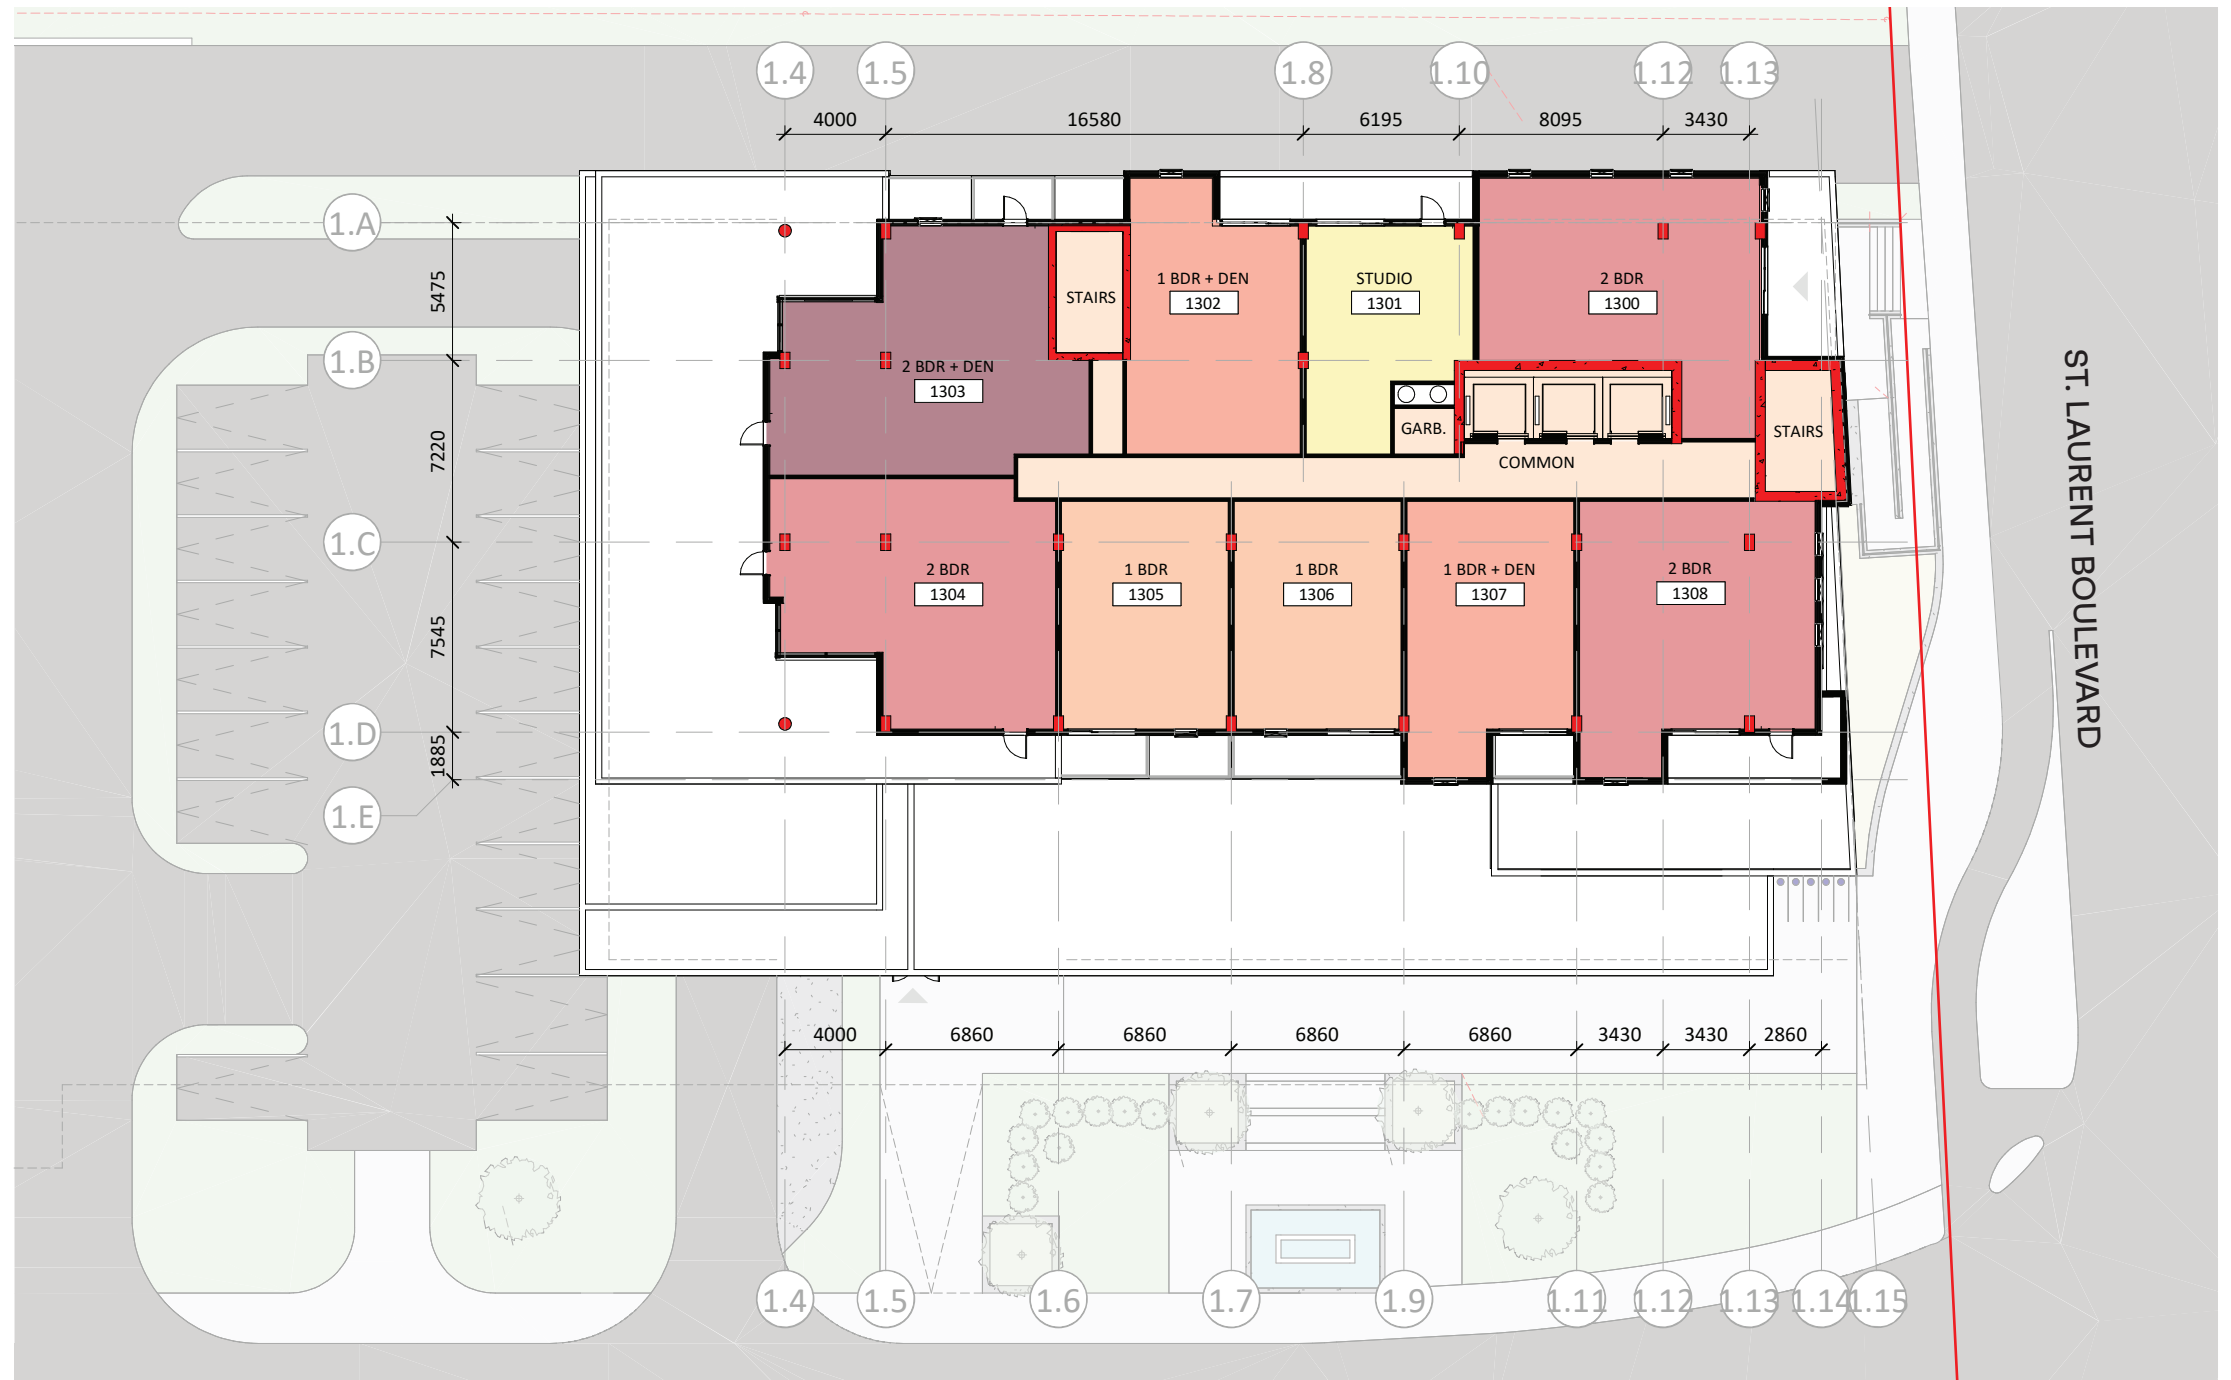 1.4 1.5 1.8 1.10 1.12 1.13
4000 16580 6195 8095 3430
1.A
5475
1.B
7220
1.C
7545
1.D
1885
1.E
STAIRS
1 BDR + DEN
1302
STUDIO
1301
2 BDR
1300
2 BDR + DEN
1303
GARB.
COMMON
STAIRS
2 BDR
1304
1 BDR
1305
1 BDR
1306
1 BDR + DEN
1307
2 BDR
1308
ST. LAURENT BOULEVARD
4000 6860 6860 6860 6860 3430 3430 2860
1.4 1.5 1.6 1.7 1.9 1.11 1.12 1.13 1.14 1.15